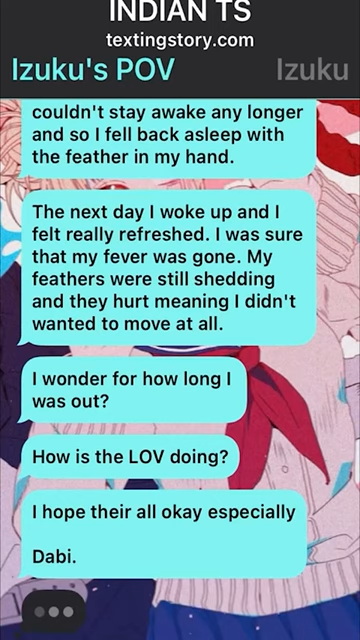 INDIAN TS
textingstory.com
Izuku's POV
Izuku
couldn't stay awake any longer
and so I fell back asleep with
the feather in my hand.
The next day I woke up and I
felt really refreshed. I was sure
that my fever was gone. My
feathers were still shedding
and they hurt meaning I didn't
wanted to move at all.
I wonder for how long I
was out?
How is the LOV doing?
I hope their all okay especially
Dabi.